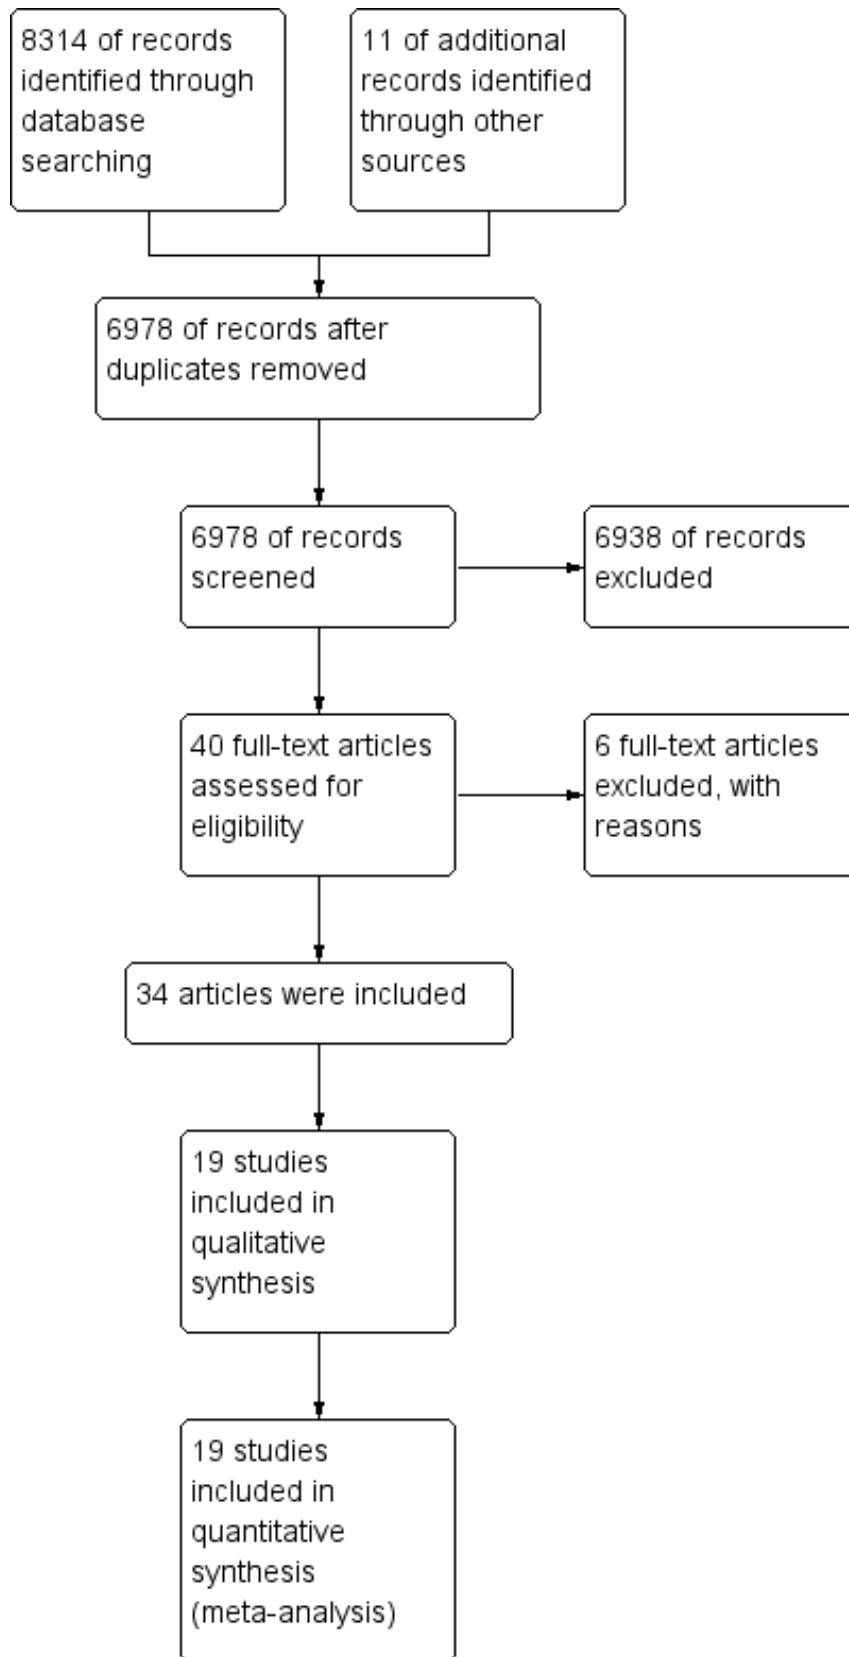 8314 of records
identified through
database
searching
11 of additional
records identified
through other
sources
6978 of records after
duplicates removed
6978 of records
screened
6938 of records
excluded
40 full-text articles
assessed for
eligibility
6 full-text articles
excluded, with
reasons
34 articles were included
19 studies
included in
qualitative
synthesis
19 studies
included in
quantitative
synthesis
(meta-analysis)